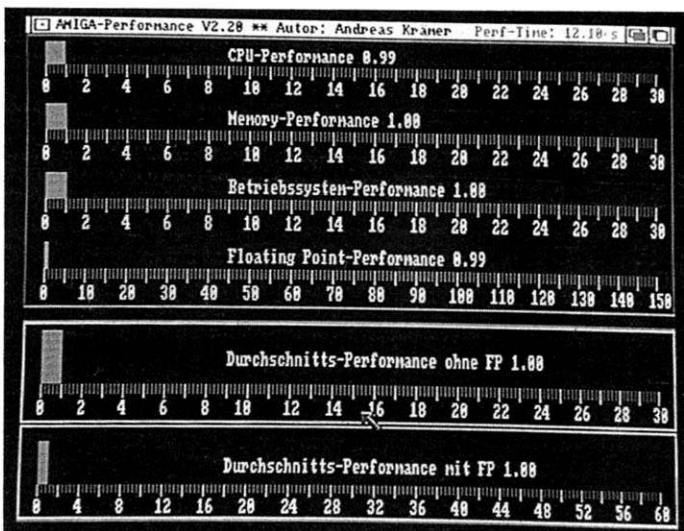 AMIGA-Performance V2.20 ** Autor: Andreas Kramer Perf-Time: 12.10 s
CPU-Performance 0.99
0 2 4 6 8 10 12 14 16 18 20 22 24 26 28 30
Memory-Performance 1.00
0 2 4 6 8 10 12 14 16 18 20 22 24 26 28 30
Betriebssystem-Performance 1.00
0 2 4 6 8 10 12 14 16 18 20 22 24 26 28 30
Floating Point-Performance 0.99
0 10 20 30 40 50 60 70 80 90 100 110 120 130 140 150
Durchschnitts-Performance ohne FP 1.00
0 2 4 6 8 10 12 14 16 18 20 22 24 26 28 30
Durchschnitts-Performance mit FP 1.00
0 4 8 12 16 20 24 28 32 36 40 44 48 52 56 60